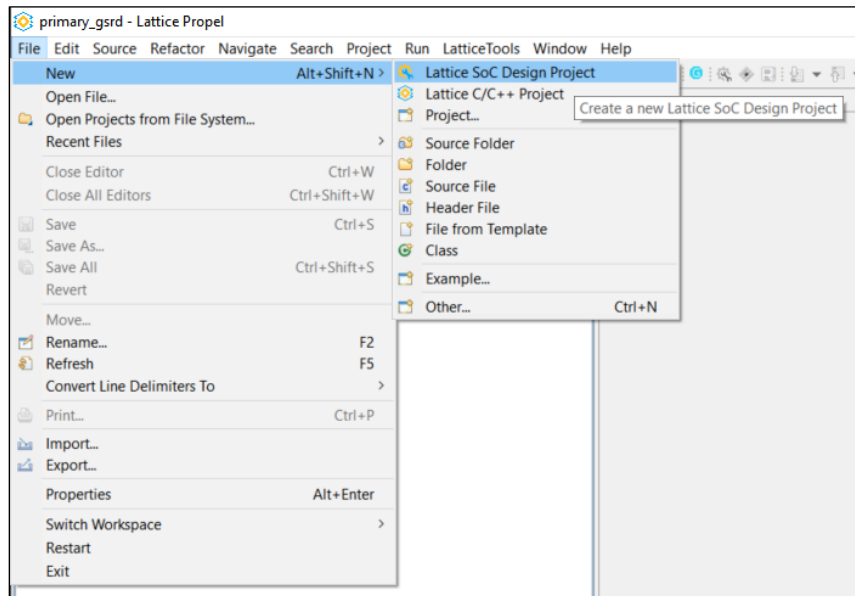 primary_gsrd - Lattice Propel
File Edit Source Refactor Navigate Search Project Run LatticeTools Window Help
New Alt+Shift+N >
Open File...
Open Projects from File System...
Recent Files >
Close Editor Ctrl+W
Close All Editors Ctrl+Shift+W
Save Ctrl+S
Save As...
Save All Ctrl+Shift+S
Revert
Move...
Rename... F2
Refresh F5
Convert Line Delimiters To >
Print... Ctrl+P
Import...
Export...
Properties Alt+Enter
Switch Workspace >
Restart
Exit
Lattice SoC Design Project
Lattice C/C++ Project
Create a new Lattice SoC Design Project
Project...
Source Folder
Folder
Source File
Header File
File from Template
Class
Example...
Other... Ctrl+N